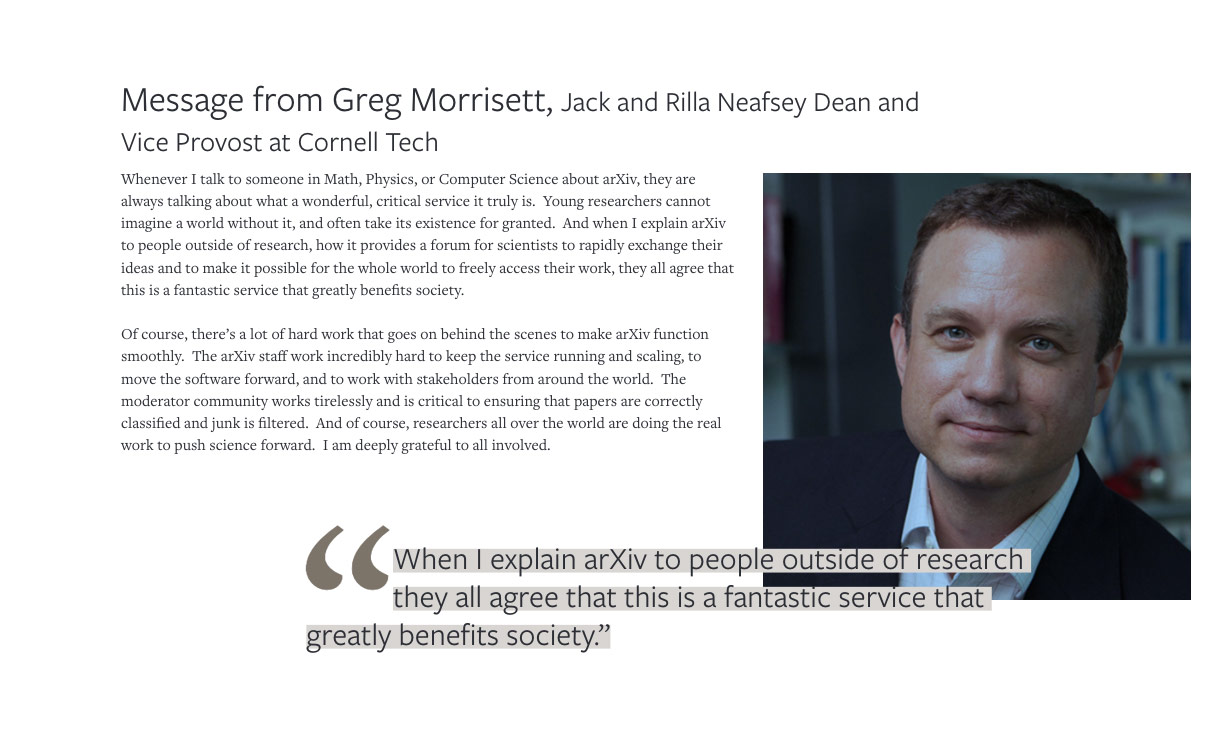 Message from Greg Morrisett, Jack and Rilla Neafsey Dean and
Vice Provost at Cornell Tech
Whenever I talk to someone in Math, Physics, or Computer Science about arXiv, they are
always talking about what a wonderful, critical service it truly is.  Young researchers cannot
imagine a world without it, and often take its existence for granted.  And when I explain arXiv
to people outside of research, how it provides a forum for scientists to rapidly exchange their
ideas and to make it possible for the whole world to freely access their work, they all agree that
this is a fantastic service that greatly benefits society.
Of course, there’s a lot of hard work that goes on behind the scenes to make arXiv function
smoothly.  The arXiv staff work incredibly hard to keep the service running and scaling, to
move the software forward, and to work with stakeholders from around the world.  The
moderator community works tirelessly and is critical to ensuring that papers are correctly
classified and junk is filtered.  And of course, researchers all over the world are doing the real
work to push science forward.  I am deeply grateful to all involved.
“When I explain arXiv to people outside of research
they all agree that this is a fantastic service that
greatly benefits society.”